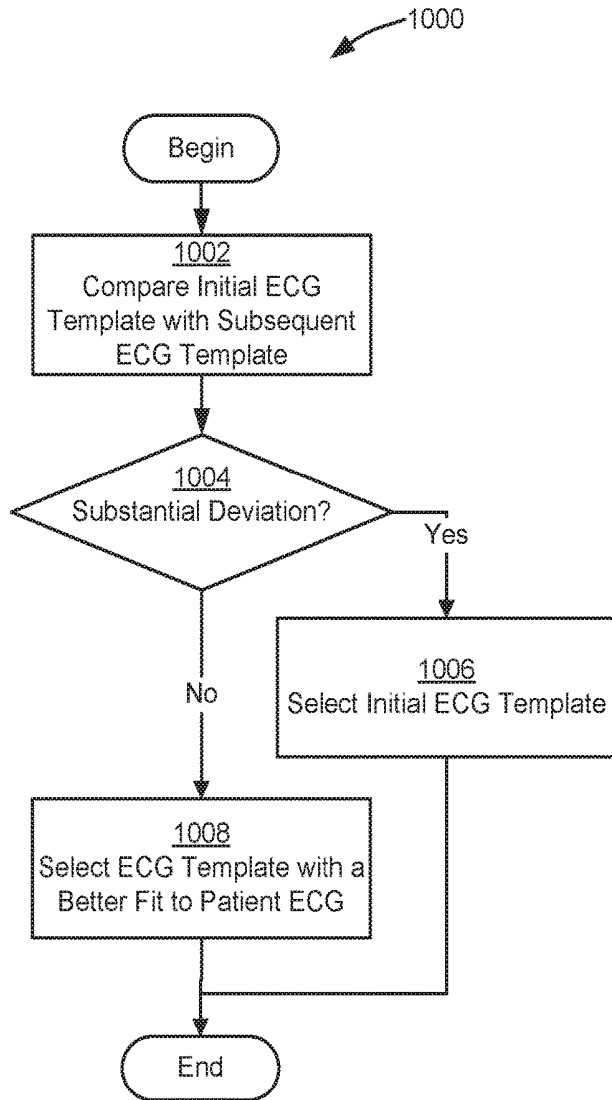 1000
Begin
1002
Compare Initial ECG
Template with Subsequent
ECG Template
1004
Substantial Deviation?
Yes
No
1006
Select Initial ECG Template
1008
Select ECG Template with a
Better Fit to Patient ECG
End